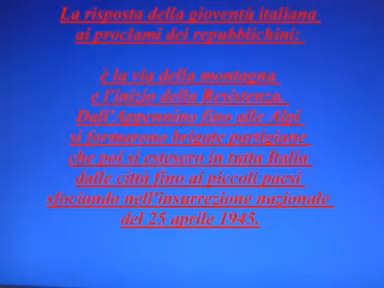 La risposta della gioventù italiana
ai proclami dei repubblichini:
è la via della montagna
e l'inizio della Resistenza.
Dall'Appennino fino alle Alpi
si formarono brigate partigiane
che poi si estesero in tutta Italia
dalle città fino ai piccoli paesi
sfociando nell'insurrezione nazionale
del 25 aprile 1945.